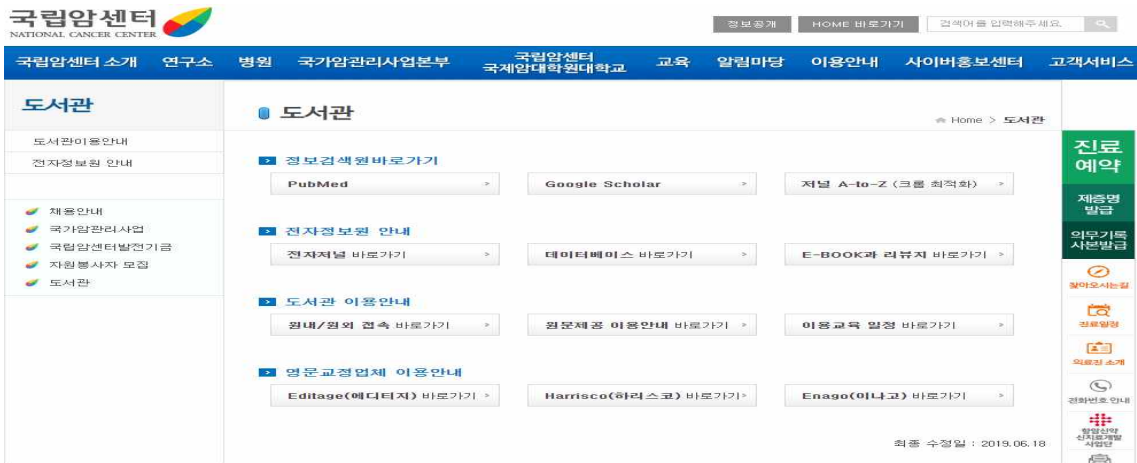 국립암센터
NATIONAL CANCER CENTER
정보공개 HOME 바로가기 검색어를 입력해주세요.
국립암센터 소개 연구소 병원 국가암관리사업본부 국립암센터 국제암대학원대학교 교육 알림마당 이용안내 사이버홍보센터 고객서비스
도서관
도서관이용안내
전자정보원 안내
채용안내
국가암관리사업
국립암센터발전기금
자원봉사자 모집
도서관
도서관
Home > 도서관
정보검색원바로가기
PubMed > Google Scholar > 저널 A-to-Z (크롬 최적화) >
전자정보원 안내
전자저널 바로가기 > 데이터베이스 바로가기 > E-BOOK과 리뷰지 바로가기 >
도서관 이용안내
원내/원외 접속 바로가기 > 원문제공 이용안내 바로가기 > 이용교육 일정 바로가기 >
영문교정업체 이용안내
Editage(에디티지) 바로가기 > Harrisco(해리스코) 바로가기 > Enago(이나고) 바로가기 >
최종 수정일 : 2019.06.18
진료
예약
제증명
발급
의무기록
사본발급
찾아오시는길
진료일정
의료진 소개
전화번호 안내
항암신약
신치료개발
사업단